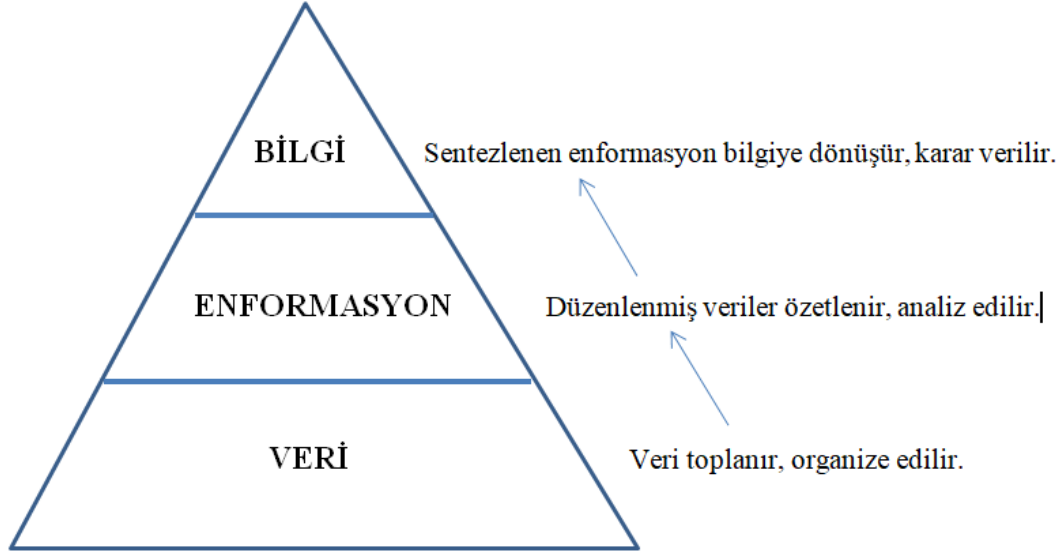 BİLGİ
Sentezlenen enformasyon bilgiye dönüşür, karar verilir.
ENFORMASYON
Düzenlenmiş veriler özetlenir, analiz edilir.
VERİ
Veri toplanır, organize edilir.